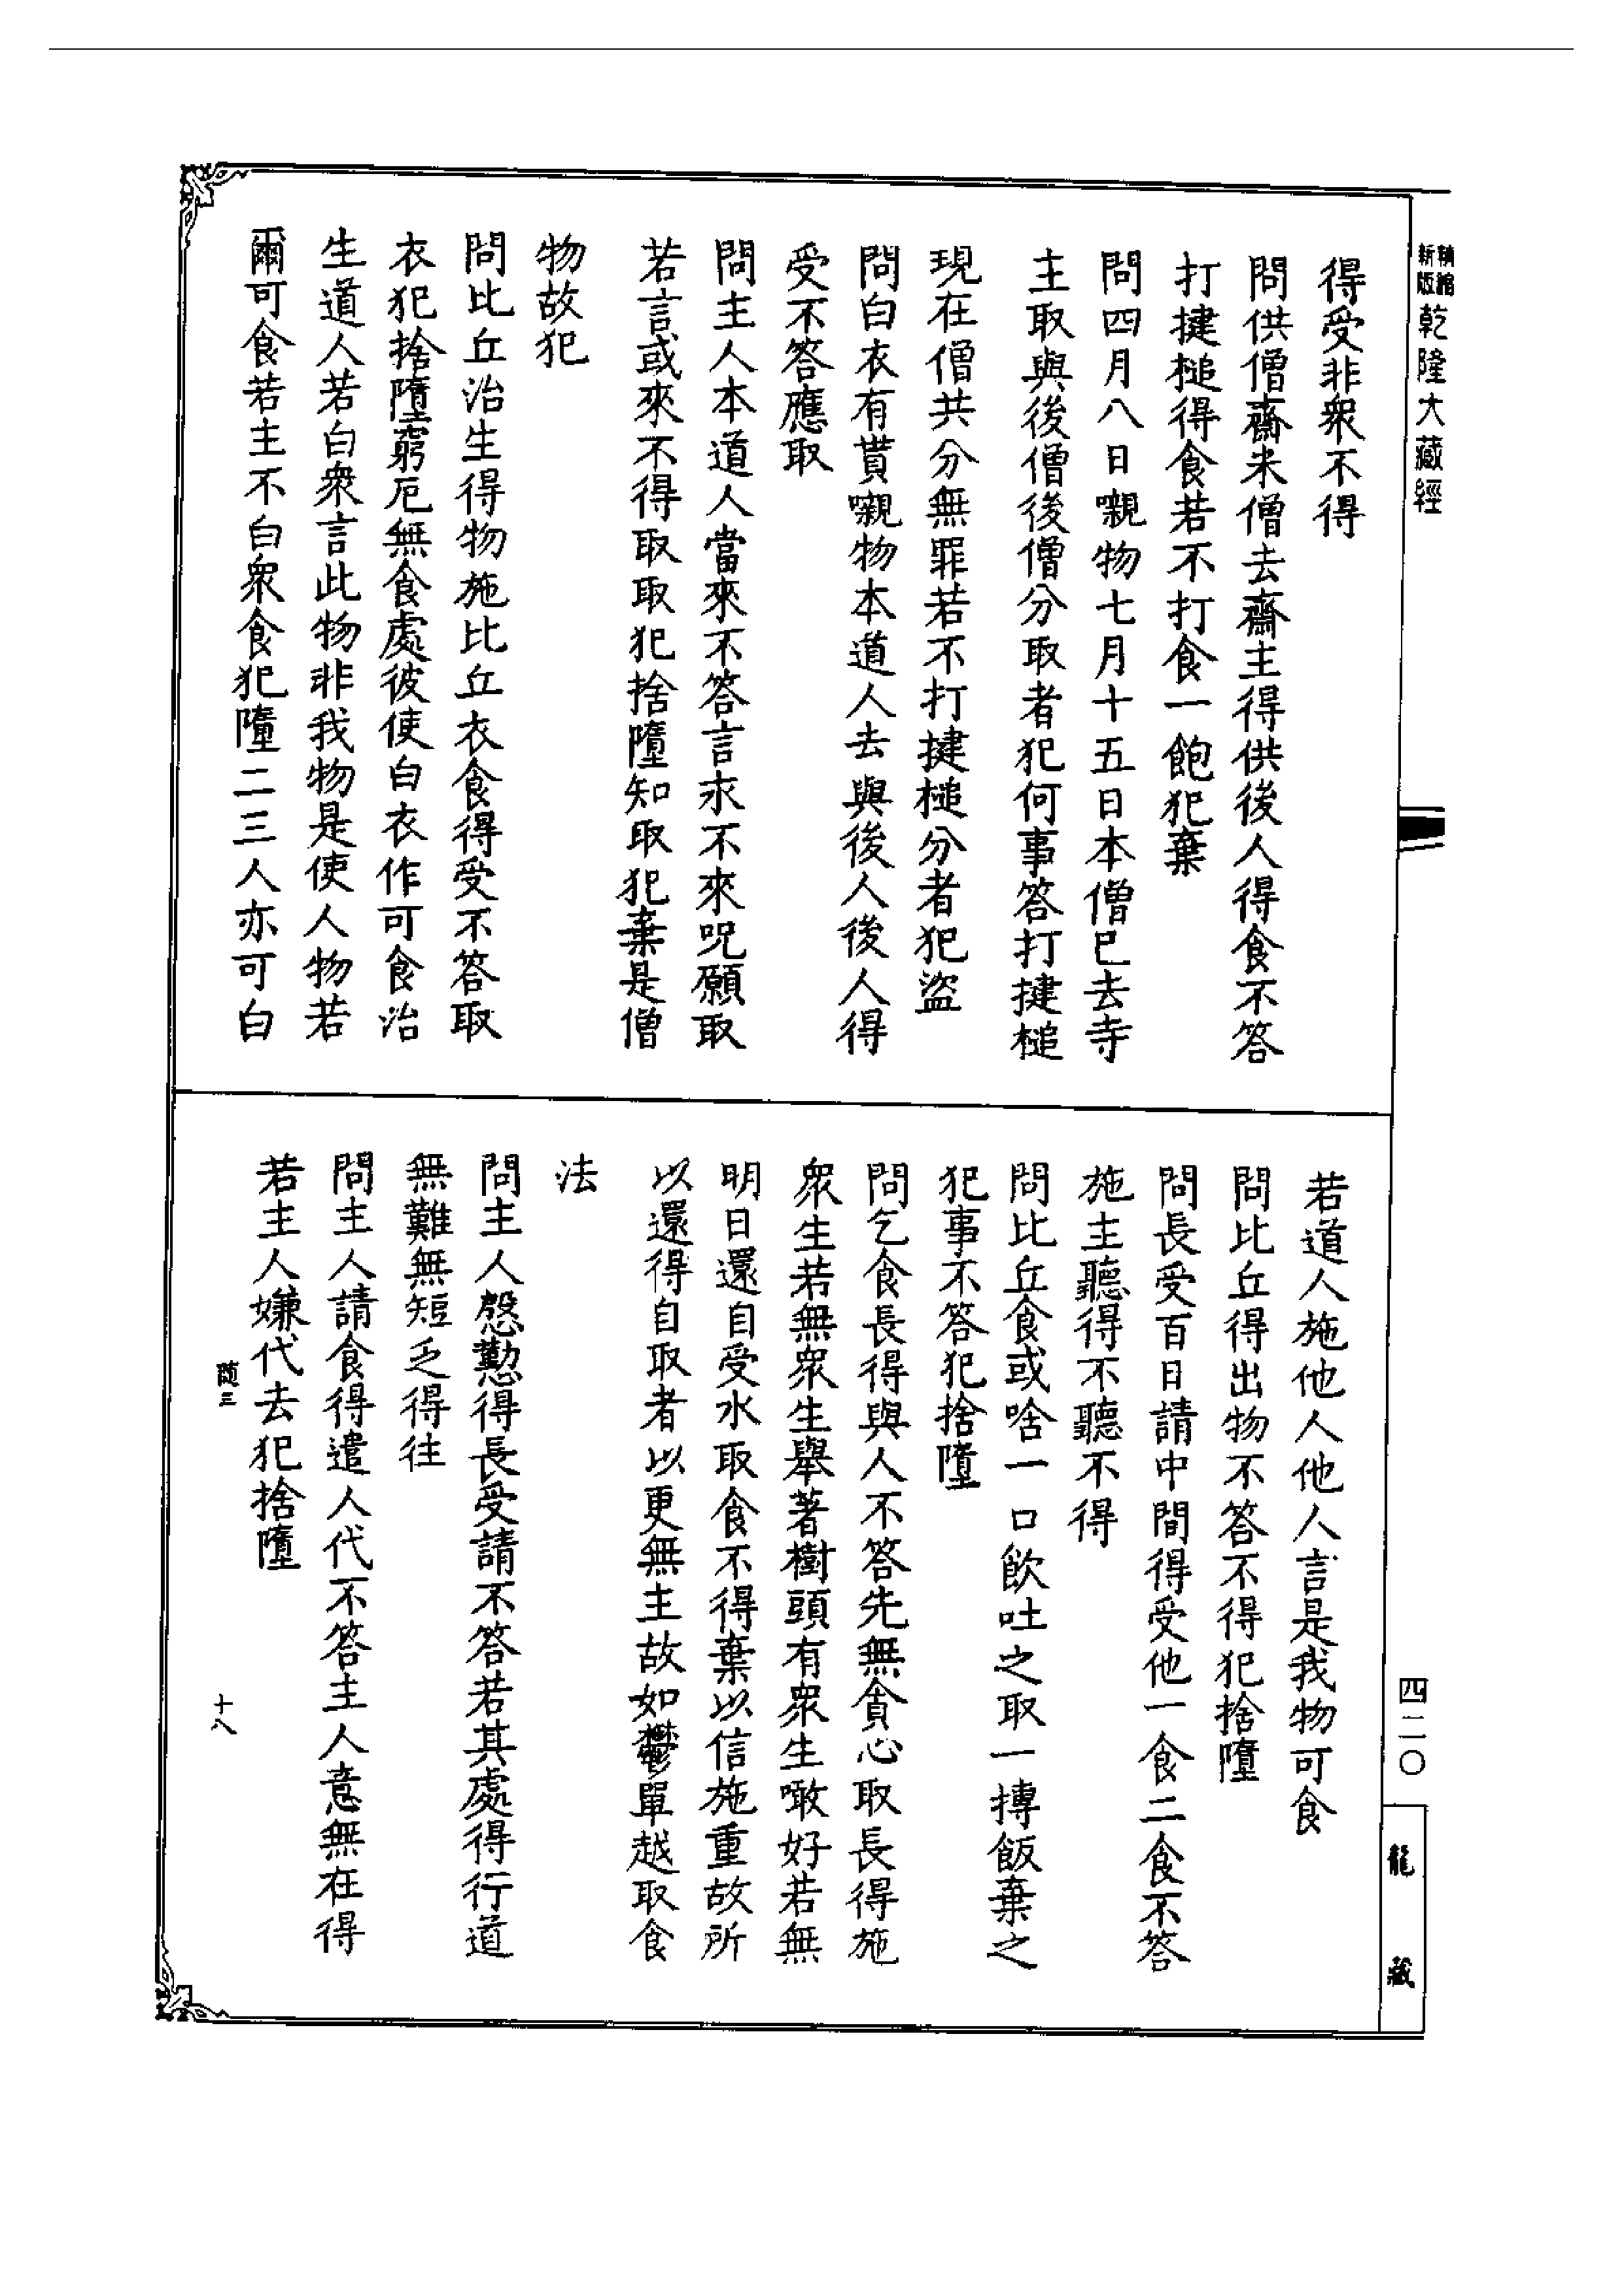 新版精縮乾隆大藏經
得受非衆不得
問供僧齋未僧去齋主得供後人得食不答
打揵槌得食若不打食一飽犯棄
問四月八日嚫物七月十五日本僧已去寺
主取與後僧後僧分取者犯何事答打揵槌
現在僧共分無罪若不打揵槌分者犯盜
問白衣有貰嚫物本道人去與後人後人得
受不答應取
問主人本道人當來不答言求不來呪願取
若言或來不得取取犯捨墮知取犯棄是僧
物故犯
問比丘治生得物施比丘衣食得受不答取
衣犯捨墮窮厄無食處彼使白衣作可食治
生道人若白衆言此物非我物是使人物若
爾可食若主不白衆食犯墮二三人亦可白
若道人施他人他人言是我物可食
問比丘得出物不答不得犯捨墮
問長受百日請中間得受他一食二食不答
施主聽得不聽不得
問比丘食或唅一口飲吐之取一摶飯棄之
犯事不答犯捨墮
問乞食長得與人不答先無貪心取長得施
衆生若無衆生舉著樹頭有衆生噉好若無
明日還自受水取食不得棄以信施重故所
以還得自取者以更無主故如鬱單越取食
法
問主人慇懃得長受請不答若其處得行道
無難無短乏得往
問主人請食得遣人代不答主人意無在得
若主人嫌代去犯捨墮
隨三
十八
四二〇
龍藏